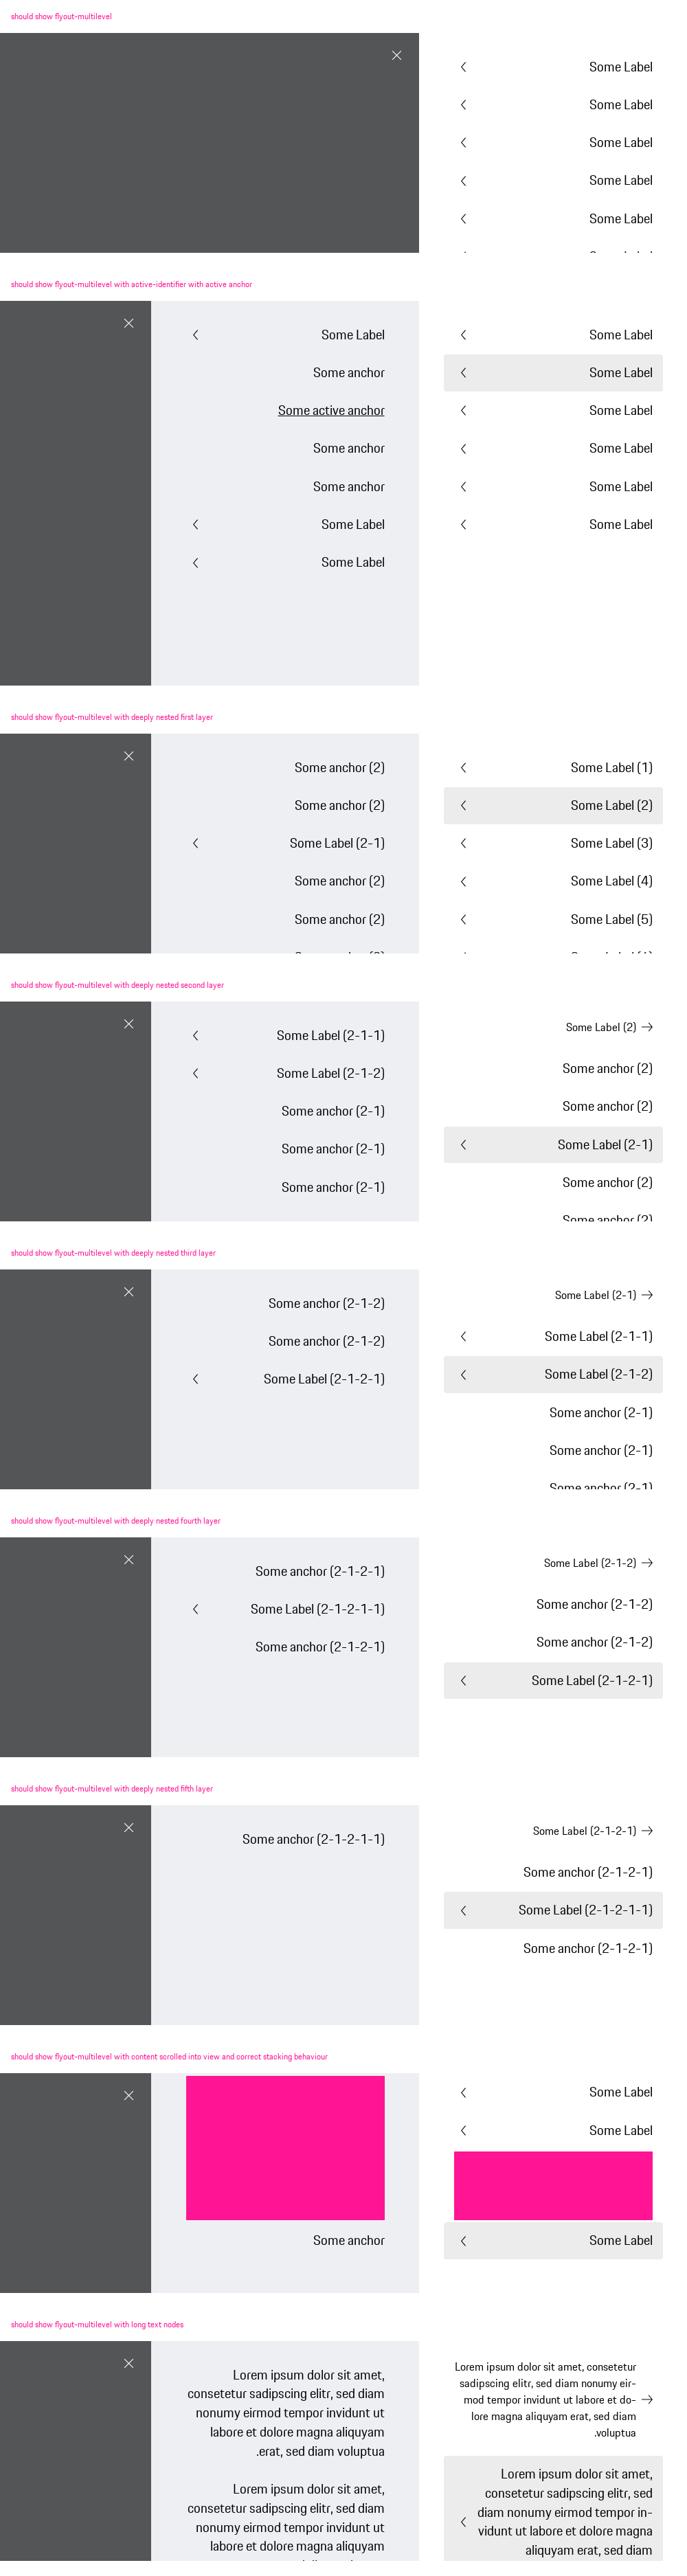 should show flyout-multilevel
Some Label
Some Label
Some Label
Some Label
Some Label
should show flyout-multilevel with active-identifier with active anchor
Some Label
Some Label
Some Label
Some Label
Some Label
Some Label
Some Label
Some anchor
Some active anchor
Some anchor
Some anchor
Some Label
Some Label
should show flyout-multilevel with deeply nested first layer
Some Label (1)
Some Label (2)
Some Label (3)
Some Label (4)
Some Label (5)
Some anchor (2)
Some anchor (2)
Some Label (2-1)
Some anchor (2)
Some anchor (2)
should show flyout-multilevel with deeply nested second layer
Some Label (2)
Some anchor (2)
Some anchor (2)
Some Label (2-1)
Some anchor (2)
Some anchor (2)
Some Label (2-1-1)
Some Label (2-1-2)
Some anchor (2-1)
Some anchor (2-1)
Some anchor (2-1)
should show flyout-multilevel with deeply nested third layer
Some Label (2-1)
Some Label (2-1-1)
Some Label (2-1-2)
Some anchor (2-1)
Some anchor (2-1)
Some anchor (2-1)
Some anchor (2-1-2)
Some anchor (2-1-2)
Some Label (2-1-2-1)
should show flyout-multilevel with deeply nested fourth layer
Some Label (2-1-2)
Some anchor (2-1-2)
Some anchor (2-1-2)
Some Label (2-1-2-1)
Some anchor (2-1-2-1)
Some Label (2-1-2-1-1)
Some anchor (2-1-2-1)
should show flyout-multilevel with deeply nested fifth layer
Some Label (2-1-2-1)
Some anchor (2-1-2-1)
Some Label (2-1-2-1-1)
Some anchor (2-1-2-1)
Some anchor (2-1-2-1-1)
should show flyout-multilevel with content scrolled into view and correct stacking behaviour
Some Label
Some Label
Some Label
Some anchor
should show flyout-multilevel with long text nodes
Lorem ipsum dolor sit amet, consetetur
sadipscing elitr, sed diam nonumy eir-
mod tempor invidunt ut labore et do-
lore magna aliquyam erat, sed diam
.voluptua
Lorem ipsum dolor sit amet,
consetetur sadipscing elitr, sed
diam nonumy eirmod tempor in-
vidunt ut labore et dolore magna
aliquyam erat, sed diam
Lorem ipsum dolor sit amet,
consetetur sadipscing elitr, sed diam
nonumy eirmod tempor invidunt ut
labore et dolore magna aliquyam
.erat, sed diam voluptua
Lorem ipsum dolor sit amet,
consetetur sadipscing elitr, sed diam
nonumy eirmod tempor invidunt ut
labore et dolore magna aliquyam